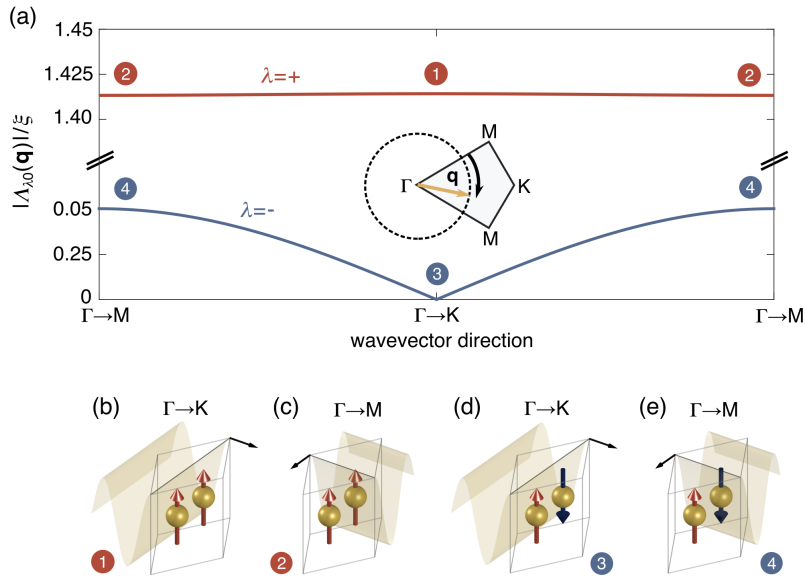 (a)
1.45
1.425
1.40
0.05
0.25
0
|Λλ0(q)|/ξ
2
1
2
λ=+
4
4
λ=-
3
M
Γ
q
K
M
Γ→M
Γ→K
Γ→M
wavevector direction
(b)
Γ→K
(c)
Γ→M
(d)
Γ→K
(e)
Γ→M
1
2
3
4